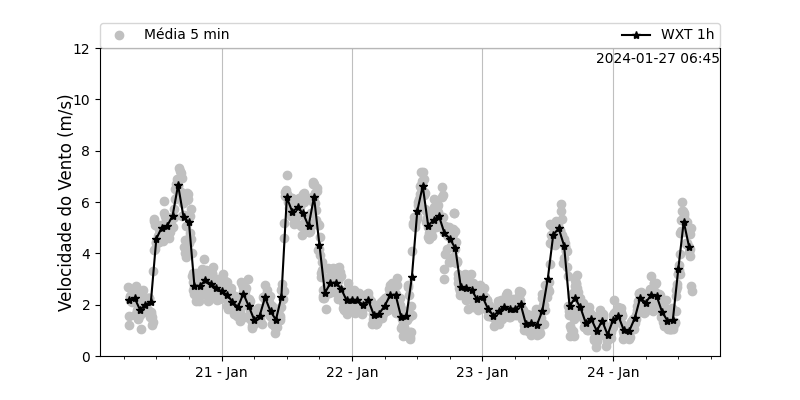 Média 5 min
WXT 1h
2024-01-27 06:45
Velocidade do Vento (m/s)
12
10
8
6
4
2
0
21 - Jan
22 - Jan
23 - Jan
24 - Jan